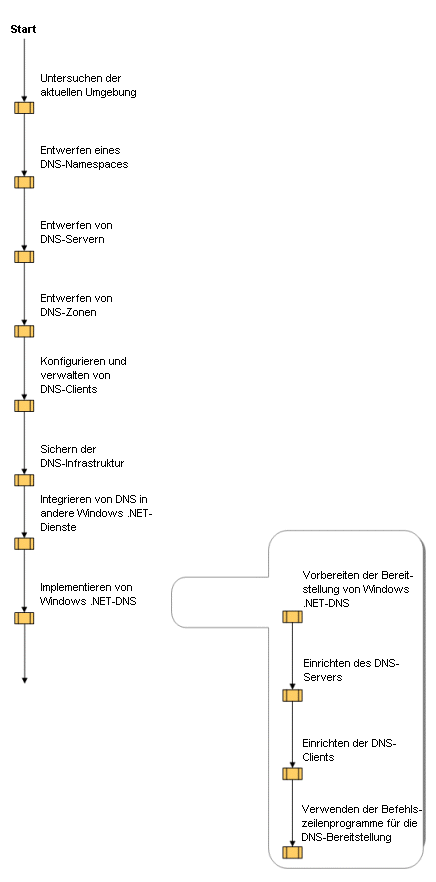 Start
Untersuchen der
aktuellen Umgebung
Entwerfen eines
DNS-Namespaces
Entwerfen von
DNS-Servern
Entwerfen von
DNS-Zonen
Konfigurieren und
verwalten von
DNS-Clients
Sichern der
DNS-Infrastruktur
Integrieren von DNS in
andere Windows .NET-
Dienste
Implementieren von
Windows .NET-DNS
Vorbereiten der Bereit-
stellung von Windows
.NET-DNS
Einrichten des DNS-
Servers
Einrichten der DNS-
Clients
Verwenden der Befehls-
zeilenprogramme für die
DNS-Bereitstellung